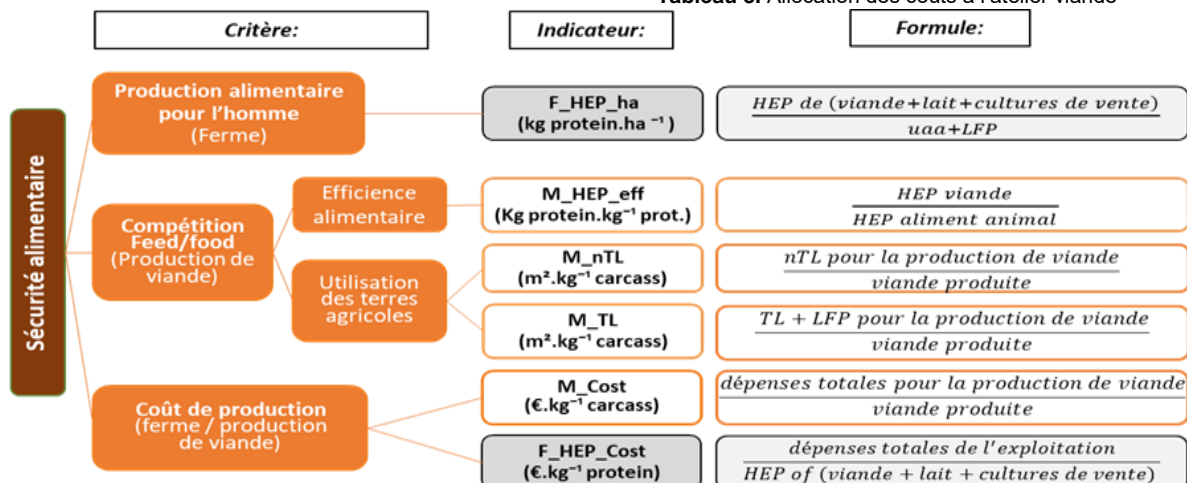 Tableau 3. Allocation des coûts à l'atelier viande
Critère:
Indicateur:
Formule:
Sécurité alimentaire
Production alimentaire
pour l'homme
(Ferme)
F_HEP_ha
(kg protein.ha ⁻¹ )
HEP de (viande+lait+cultures de vente)
uaa+LFP
Compétition
Feed/food
(Production de
viande)
Efficience
alimentaire
M_HEP_eff
(Kg protein.kg⁻¹ prot.)
HEP viande
HEP aliment animal
Utilisation
des terres
agricoles
M_nTL
(m².kg⁻¹ carcass)
nTL pour la production de viande
viande produite
M_TL
(m².kg⁻¹ carcass)
TL + LFP pour la production de viande
viande produite
Coût de production
(ferme / production
de viande)
M_Cost
(€.kg⁻¹ carcass)
dépenses totales pour la production de viande
viande produite
F_HEP_Cost
(€.kg⁻¹ protein)
dépenses totales de l'exploitation
HEP of (viande + lait + cultures de vente)